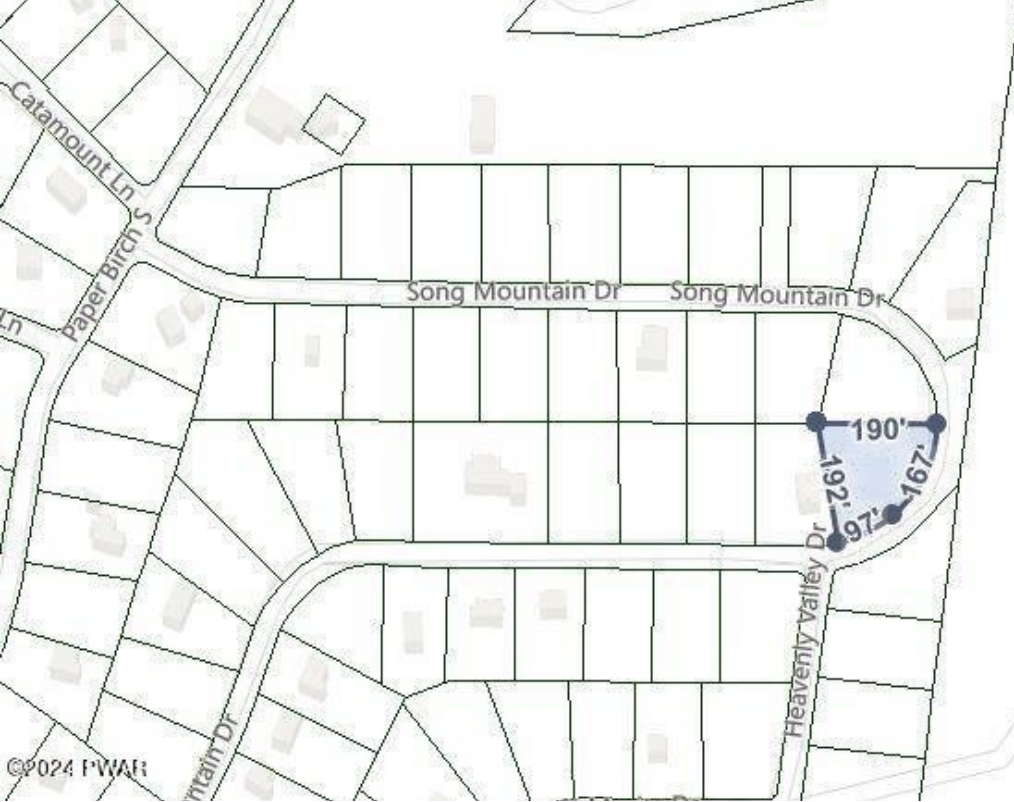 Catamount Ln
Paper Birch S
Ln
Song Mountain Dr
Song Mountain Dr
190'
192'
167'
97'
Heavenly Valley Dr
ntain Dr
©2024 PWAR